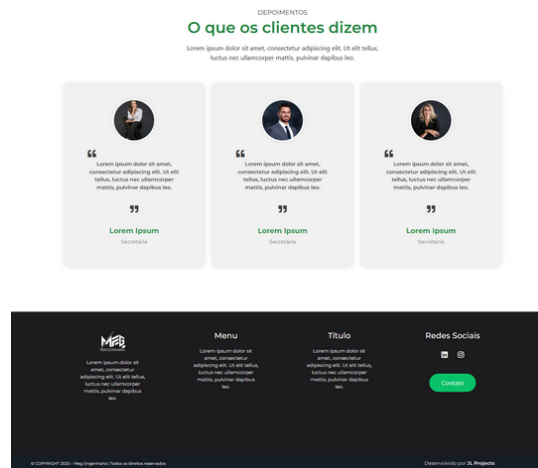 DEPOIMENTOS
O que os clientes dizem
Lorem ipsum dolor sit amet, consectetur adipiscing elit. Ut elit tellus,
luctus nec ullamcorper mattis, pulvinar dapibus leo.
“
Lorem ipsum dolor sit amet,
consectetur adipiscing elit. Ut elit
tellus, luctus nec ullamcorper
mattis, pulvinar dapibus leo.
”
Lorem Ipsum
Secretária
“
Lorem ipsum dolor sit amet,
consectetur adipiscing elit. Ut elit
tellus, luctus nec ullamcorper
mattis, pulvinar dapibus leo.
”
Lorem Ipsum
Secretária
“
Lorem ipsum dolor sit amet,
consectetur adipiscing elit. Ut elit
tellus, luctus nec ullamcorper
mattis, pulvinar dapibus leo.
”
Lorem Ipsum
Secretária
MEG
ENGENHARIA
Lorem ipsum dolor sit
amet, consectetur
adipiscing elit. Ut elit tellus,
luctus nec ullamcorper
mattis, pulvinar dapibus
leo.
Menu
Lorem ipsum dolor sit
amet, consectetur
adipiscing elit. Ut elit tellus,
luctus nec ullamcorper
mattis, pulvinar dapibus
leo.
Título
Lorem ipsum dolor sit
amet, consectetur
adipiscing elit. Ut elit tellus,
luctus nec ullamcorper
mattis, pulvinar dapibus
leo.
Redes Sociais
Contato
© COPYRIGHT 2023 - Meg Engenharia | Todos os direitos reservados
Desenvolvido por JL Projects